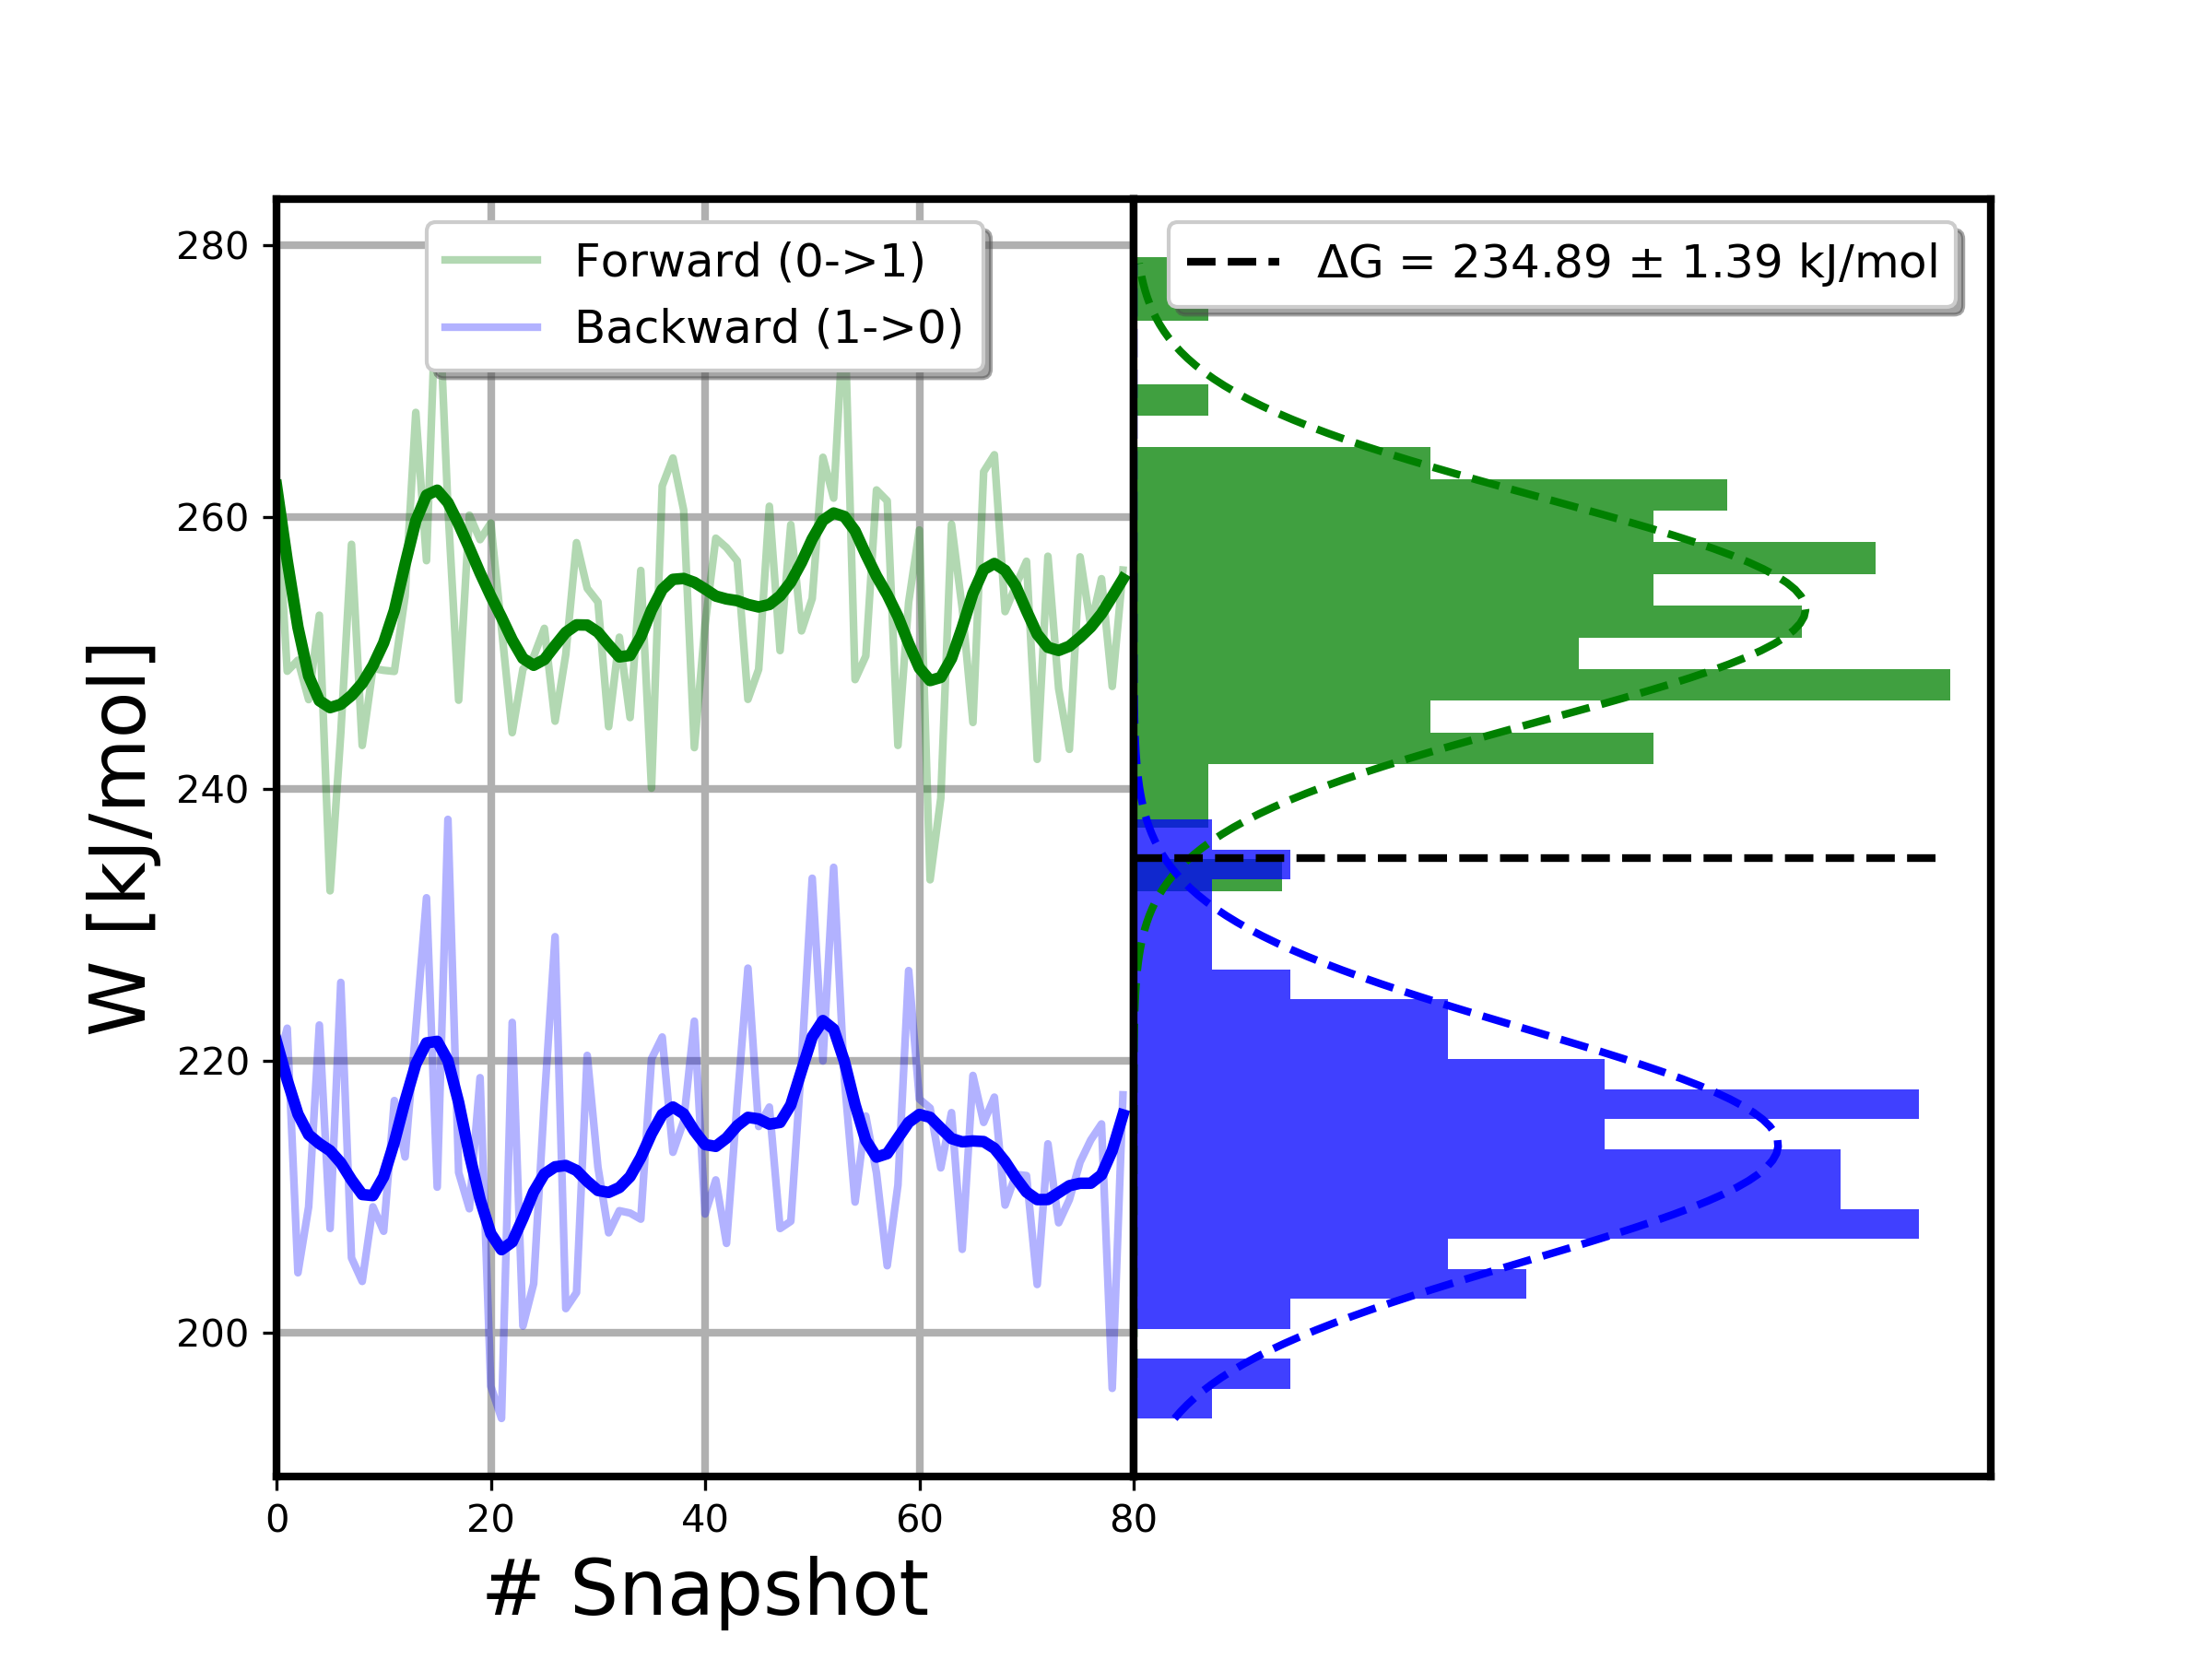 280
260
240
220
200
W [kJ/mol]
Forward (0->1)
Backward (1->0)
ΔG = 234.89 ± 1.39 kJ/mol
0 20 40 60 80
# Snapshot